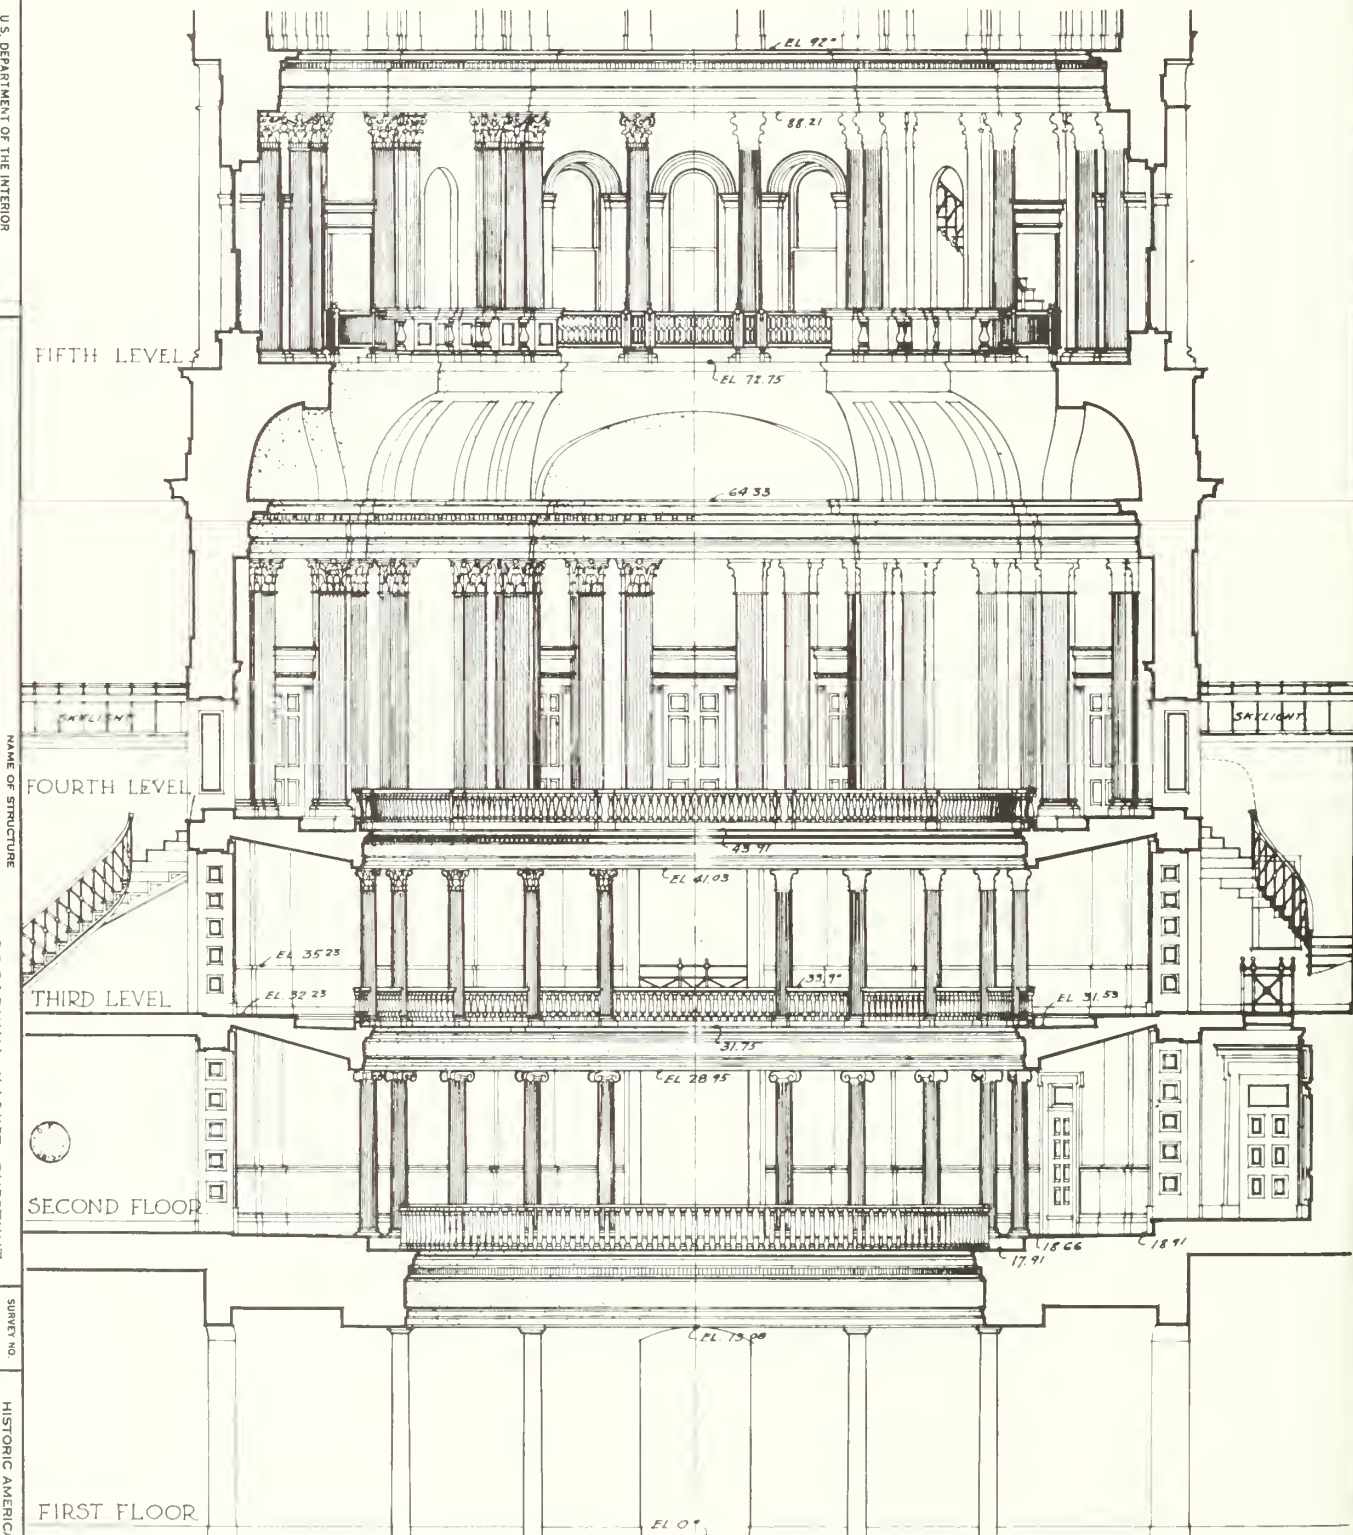 U.S. DEPARTMENT OF THE INTERIOR
NAME OF STRUCTURE
SURVEY NO.
HISTORIC AMERICA
EL 92°
88.21
FIFTH LEVEL
EL 72.75
64 33
SKYLIGHT
SKYLIGHT
FOURTH LEVEL
43.91
EL 41.03
EL 35 23
33.9°
THIRD LEVEL
EL. 32 23
EL 31.53
31.75
EL 28 95
SECOND FLOOR
18 66
18 91
17.91
EL. 13 08
FIRST FLOOR
EL 0°